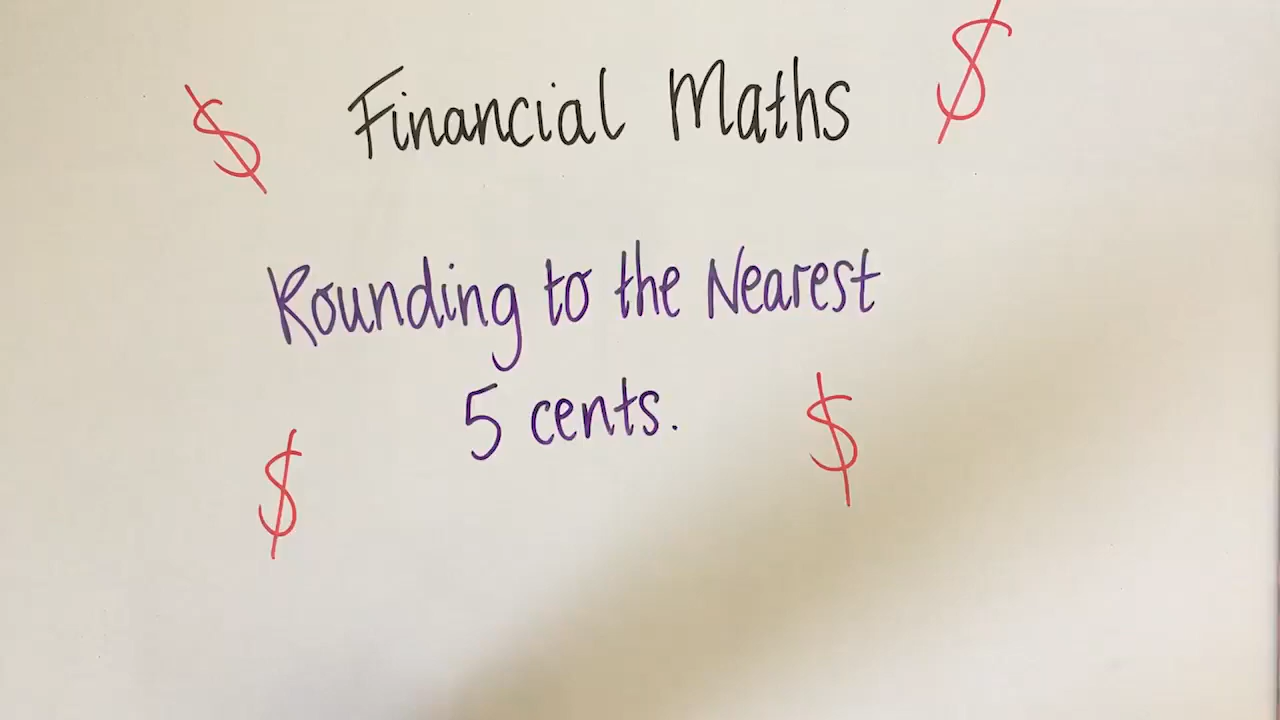 $ Financial Maths $
Rounding to the Nearest
5 cents.
$ $